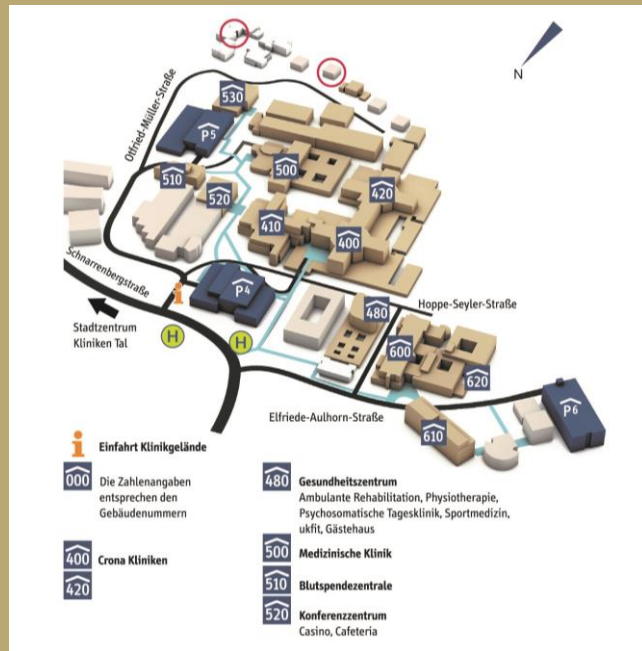 N
Otfried-Müller-Straße
530
P5
500
510
520
420
410
400
Schnarrenbergstraße
P4
i
480
Hoppe-Seyler-Straße
Stadtzentrum
Kliniken Tal
H
H
600
620
P6
Elfriede-Aulhorn-Straße
610
i Einfahrt Klinikgelände
000 Die Zahlenangaben
entsprechen den
Gebäudenummern
400 Crona Kliniken
420
480 Gesundheitszentrum
Ambulante Rehabilitation, Physiotherapie,
Psychosomatische Tagesklinik, Sportmedizin,
ukfit, Gästehaus
500 Medizinische Klinik
510 Blutspendezentrale
520 Konferenzzentrum
Casino, Cafeteria